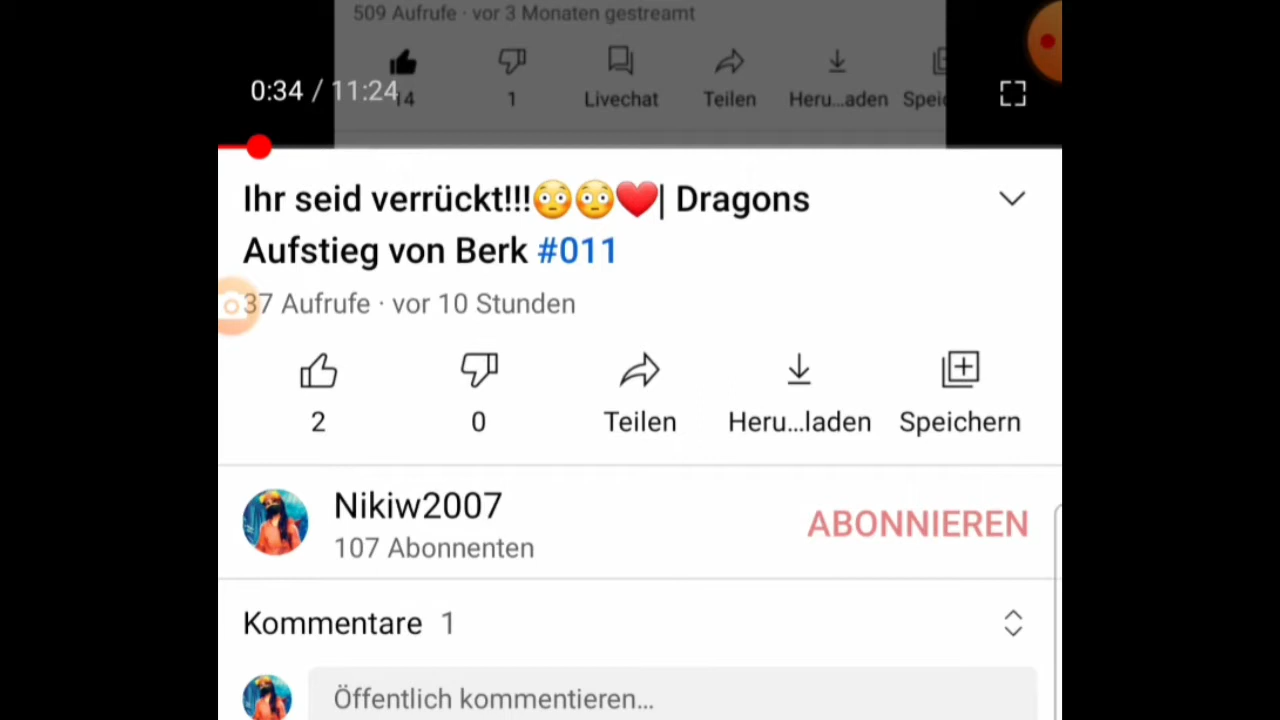 509 Aufrufe · vor 3 Monaten gestreamt
14 1 Livechat Teilen Heru...aden Speic
0:34 / 11:24
Ihr seid verrückt!!!😳😳❤️| Dragons
Aufstieg von Berk #011
37 Aufrufe · vor 10 Stunden
2 0 Teilen Heru...laden Speichern
Nikiw2007
107 Abonnenten
ABONNIEREN
Kommentare 1
Öffentlich kommentieren...